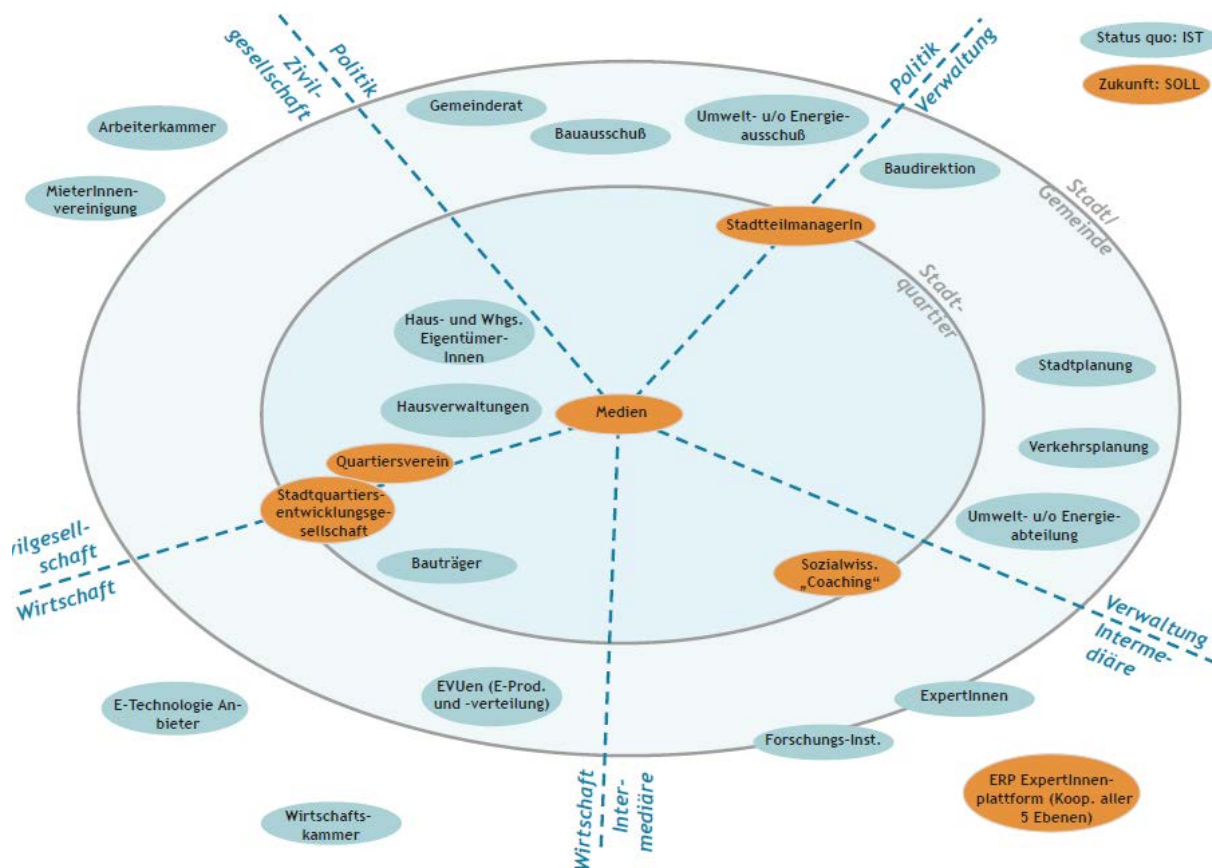 Status quo: IST
Zukunft: SOLL
Politik
Zivil-
gesellschaft
Politik
Verwaltung
Arbeiterkammer
MieterInnen-
vereinigung
Gemeinderat
Bauausschuß
Umwelt- u/o Energie-
ausschuß
Baudirektion
Stadt/
Gemeinde
StadtteilmanagerIn
Stadt-
quartier
Haus- und Whgs.
EigentümerInnen
Hausverwaltungen
Medien
Stadtplanung
Verkehrsplanung
Umwelt- u/o Energie-
abteilung
Quartiersverein
Stadtquartiers-
entwicklungsge-
sellschaft
vilgesell-
schaft
Wirtschaft
Bauträger
Sozialwiss.
„Coaching“
Verwaltung
Interme-
diäre
E-Technologie An-
bieter
EVUen (E-Prod.
und -verteilung)
ExpertInnen
Forschungs-Inst.
Wirtschaft
Inter-
mediäre
ERP ExpertInnen-
plattform (Koop. aller
5 Ebenen)
Wirtschafts-
kammer